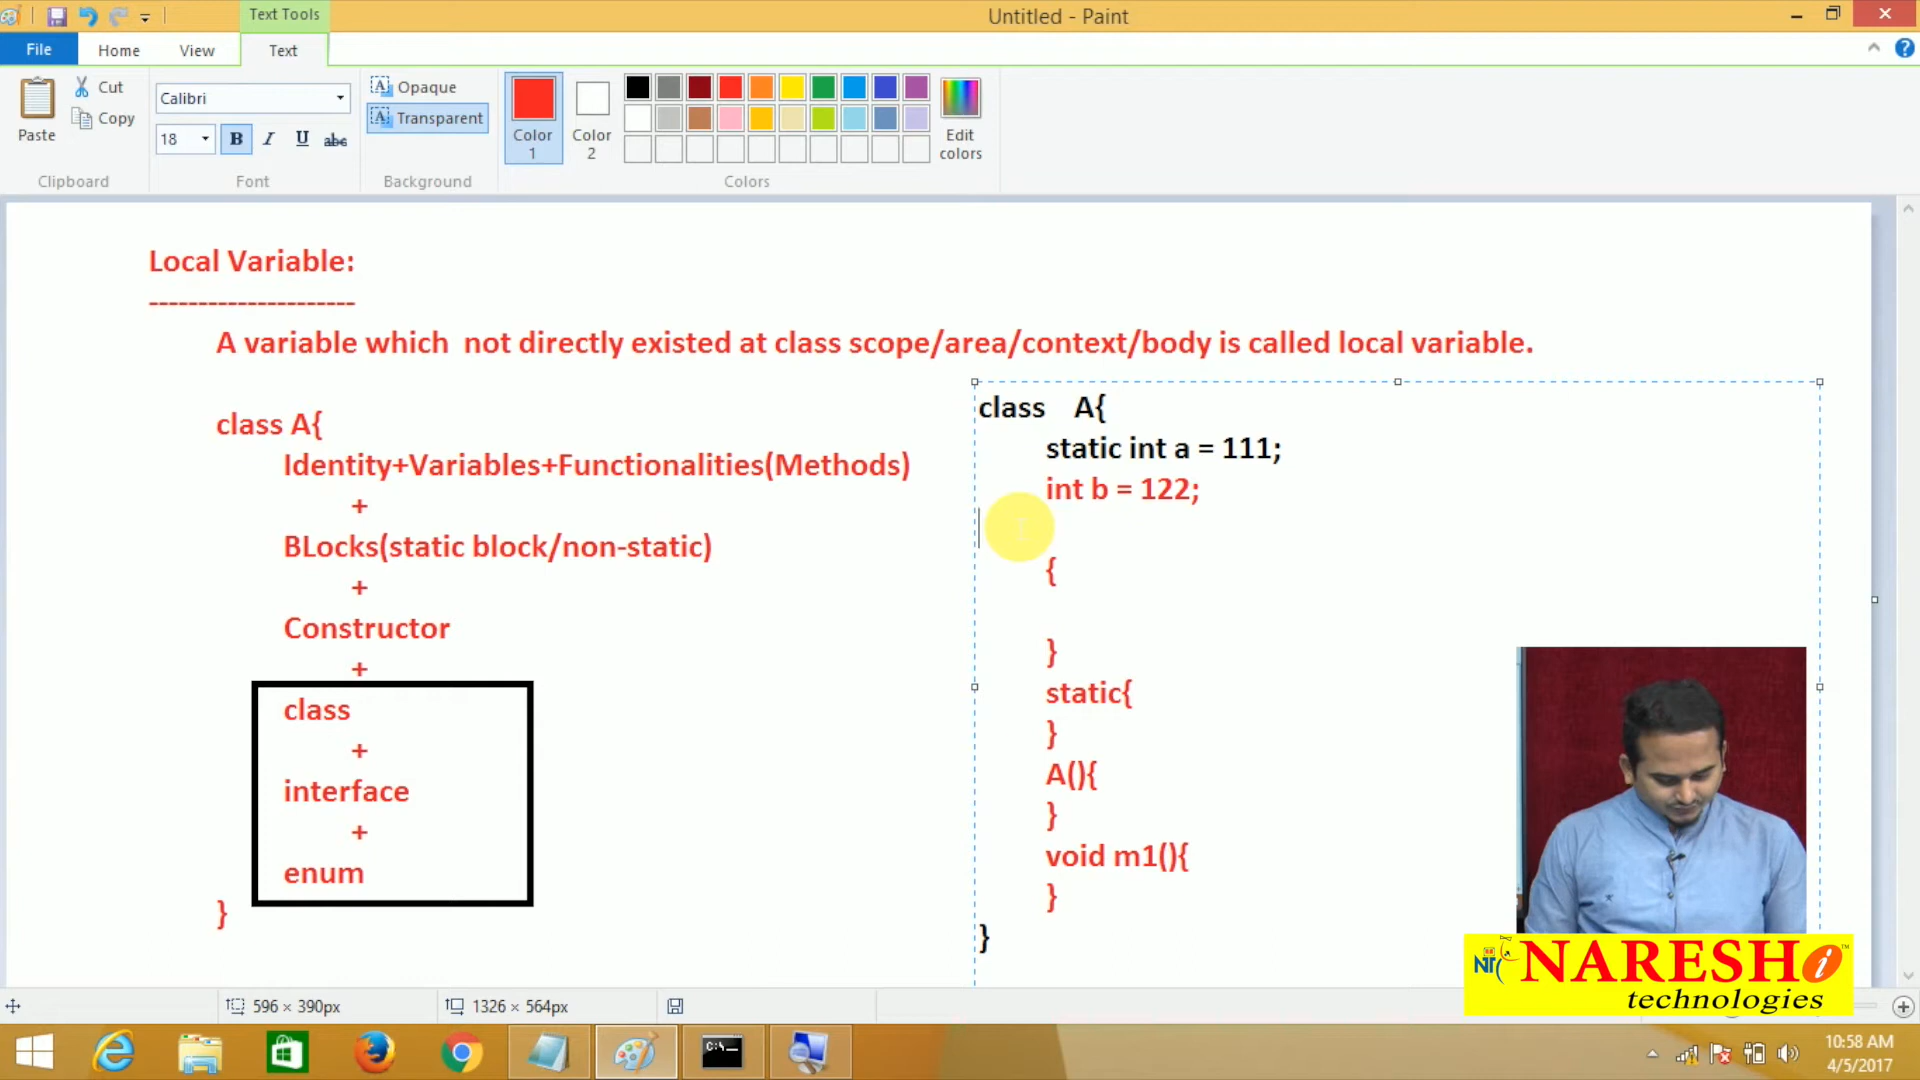 Text Tools
Untitled - Paint
File
Home
View
Text
Paste
Cut
Copy
Clipboard
Calibri
18
B
I
U
abc
Font
Opaque
Transparent
Background
Color 1
Color 2
Edit colors
Colors
Local Variable:
---------------------
A variable which  not directly existed at class scope/area/context/body is called local variable.
class A{
Identity+Variables+Functionalities(Methods)
+
BLocks(static block/non-static)
+
Constructor
+
class
+
interface
+
enum
}
class    A{
static int a = 111;
int b = 122;
{
}
static{
}
A(){
}
void m1(){
}
}
NT
NARESH i
technologies
596 × 390px
1326 × 564px
10:58 AM
4/5/2017